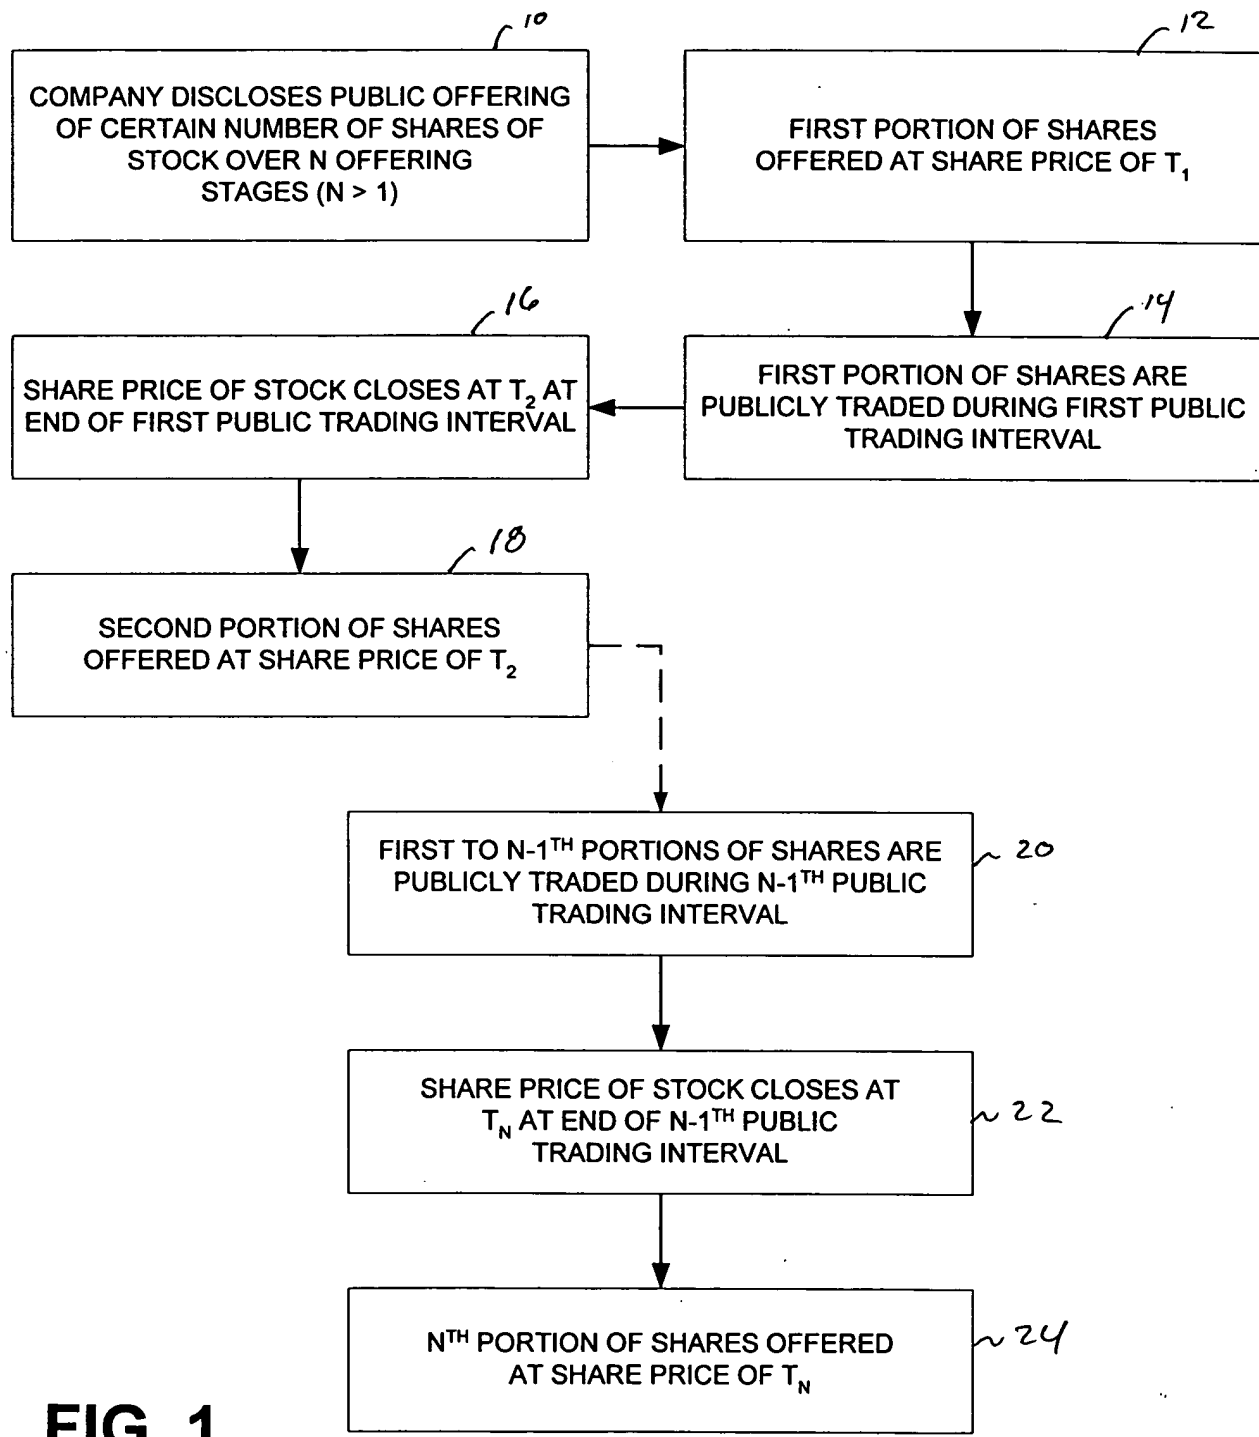 10
COMPANY DISCLOSES PUBLIC OFFERING
OF CERTAIN NUMBER OF SHARES OF
STOCK OVER N OFFERING
STAGES (N > 1)
12
FIRST PORTION OF SHARES
OFFERED AT SHARE PRICE OF T₁
16
SHARE PRICE OF STOCK CLOSES AT T₂ AT
END OF FIRST PUBLIC TRADING INTERVAL
14
FIRST PORTION OF SHARES ARE
PUBLICLY TRADED DURING FIRST PUBLIC
TRADING INTERVAL
18
SECOND PORTION OF SHARES
OFFERED AT SHARE PRICE OF T₂
FIRST TO N-1ᵀᴴ PORTIONS OF SHARES ARE
PUBLICLY TRADED DURING N-1ᵀᴴ PUBLIC
TRADING INTERVAL
20
SHARE PRICE OF STOCK CLOSES AT
T_N AT END OF N-1ᵀᴴ PUBLIC
TRADING INTERVAL
22
Nᵀᴴ PORTION OF SHARES OFFERED
AT SHARE PRICE OF T_N
24
FIG. 1